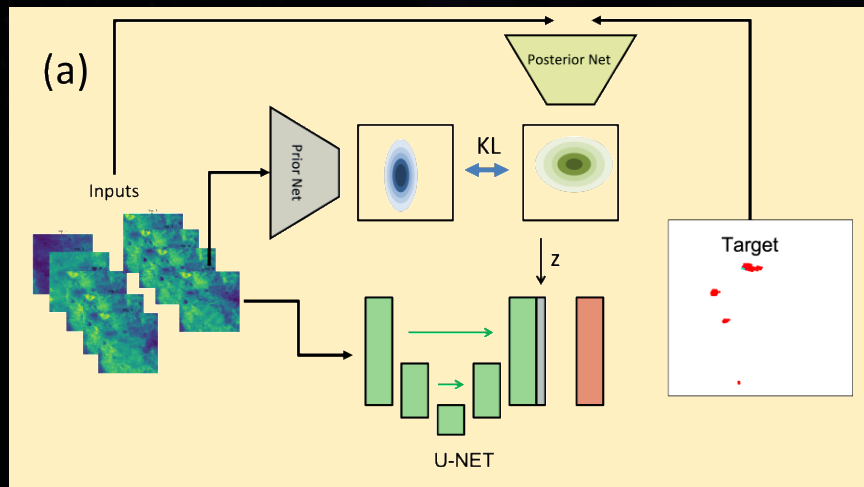 (a)
Posterior Net
KL
Prior Net
Inputs
Target
z
U-NET